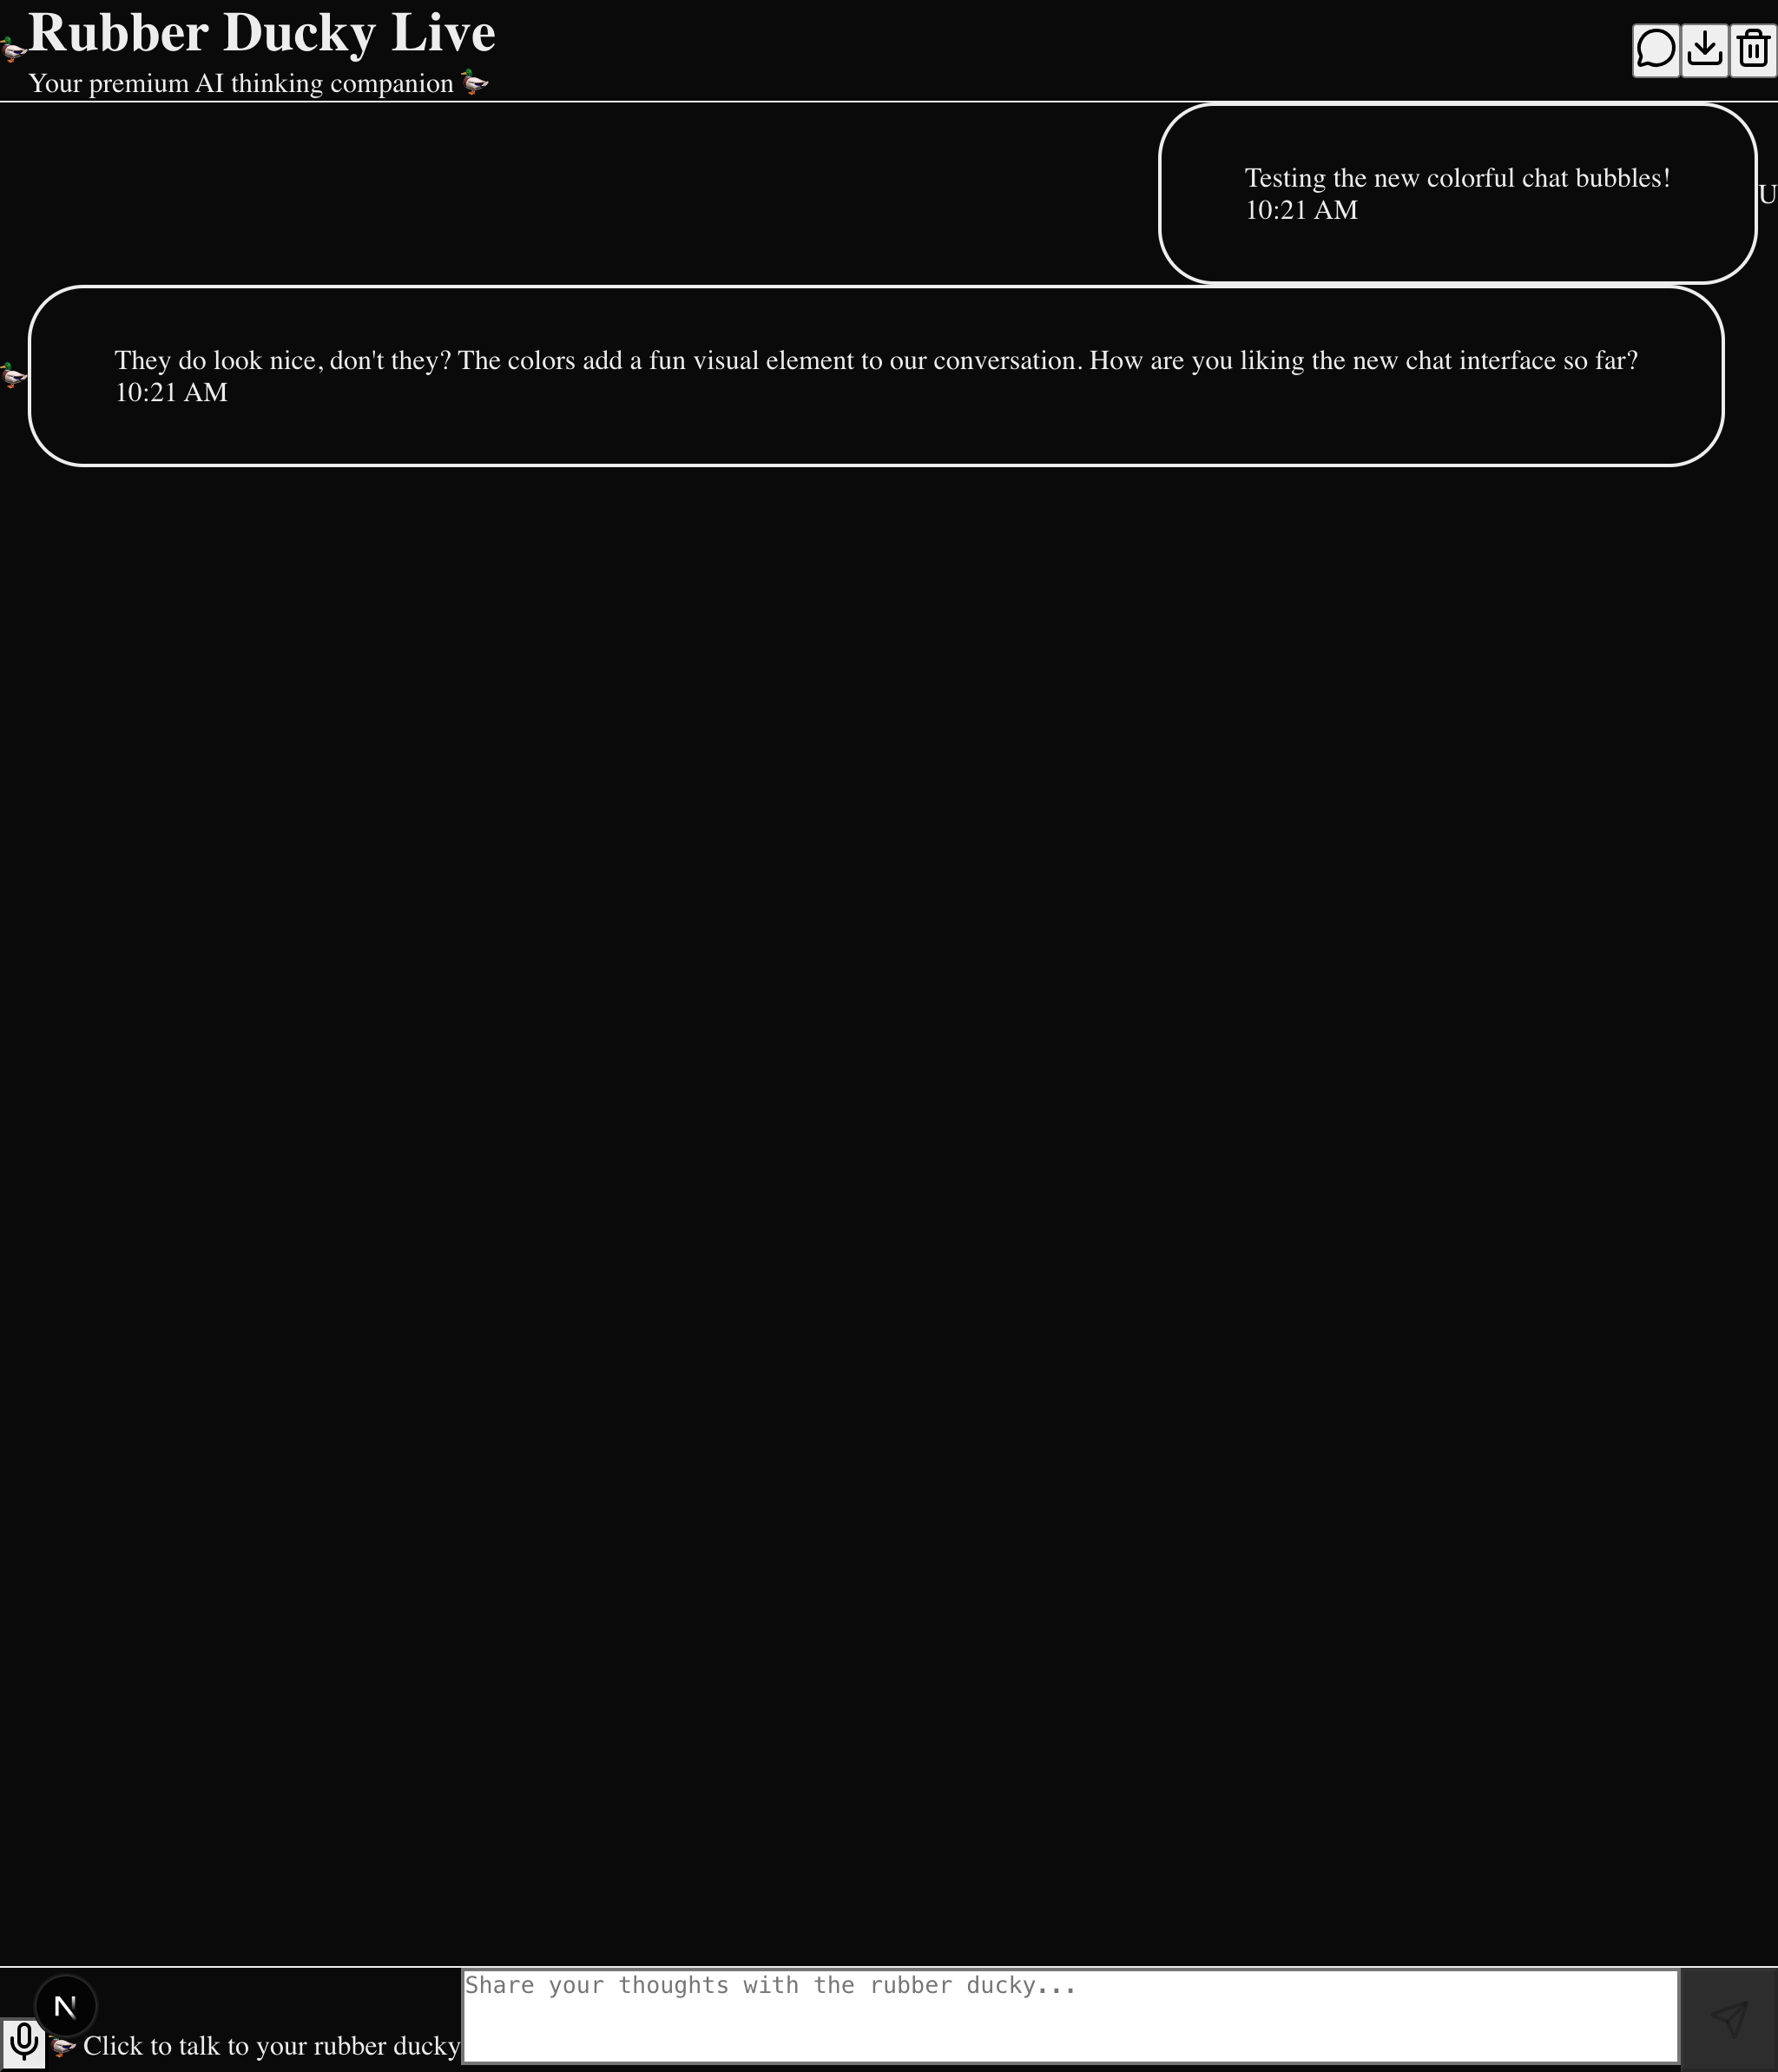 Rubber Ducky Live
Your premium AI thinking companion 🦆
Testing the new colorful chat bubbles!
10:21 AM
U
They do look nice, don't they? The colors add a fun visual element to our conversation. How are you liking the new chat interface so far?
10:21 AM
Share your thoughts with the rubber ducky...
N
🦆 Click to talk to your rubber ducky